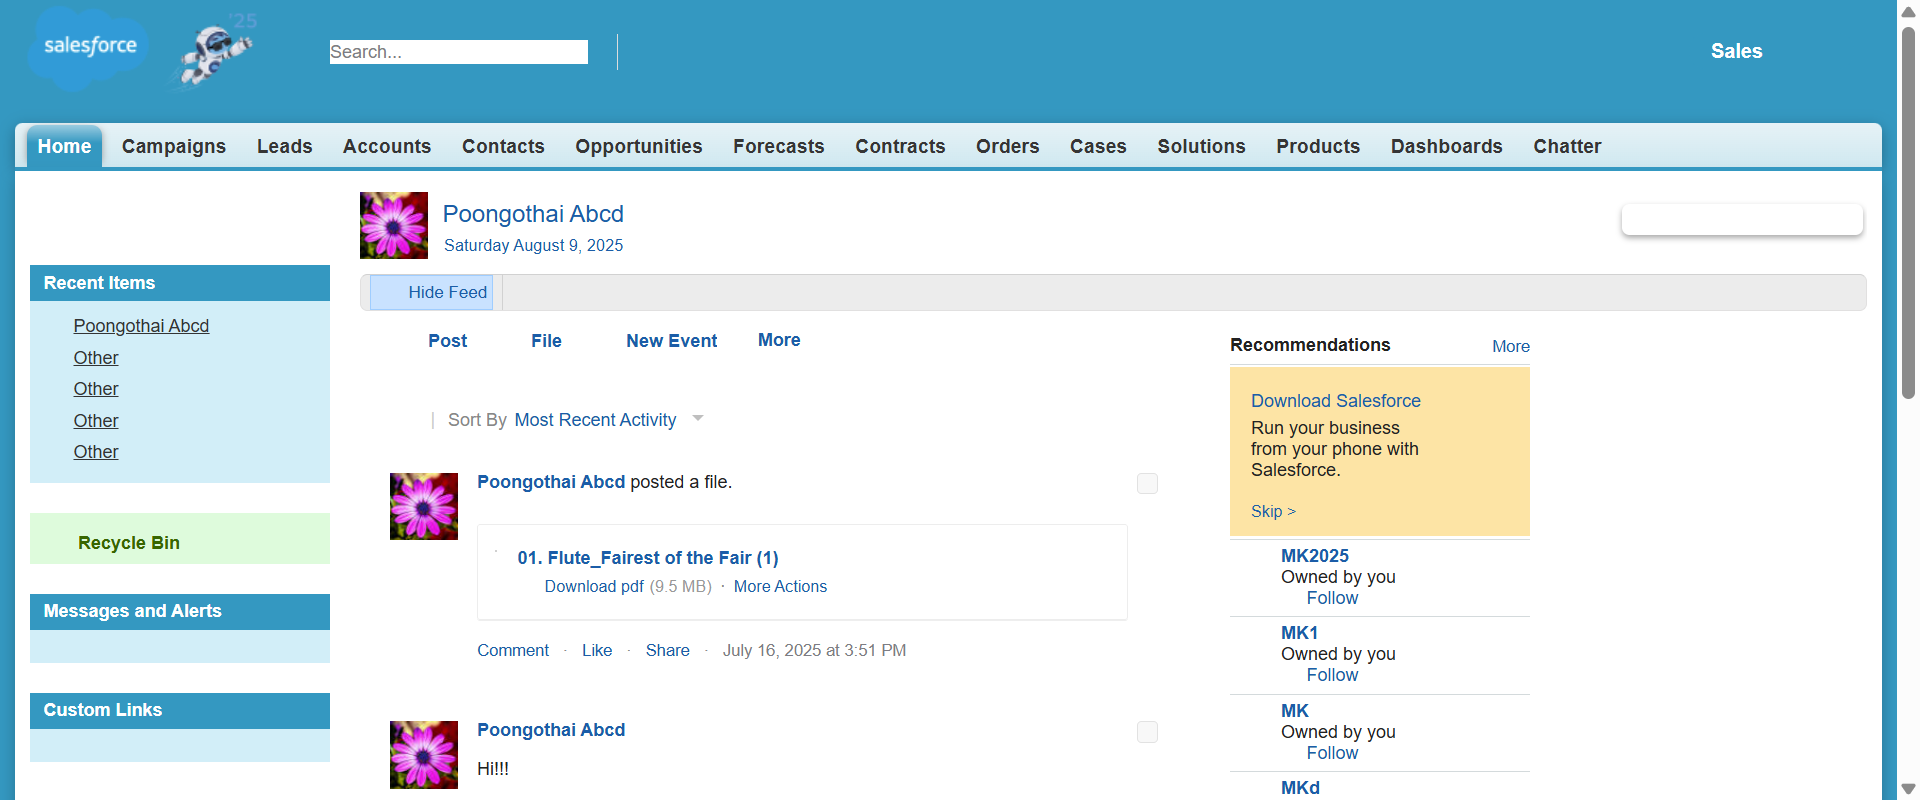 salesforce
'25
Search...
Sales
Home
Campaigns
Leads
Accounts
Contacts
Opportunities
Forecasts
Contracts
Orders
Cases
Solutions
Products
Dashboards
Chatter
Poongothai Abcd
Saturday August 9, 2025
Hide Feed
Recent Items
Poongothai Abcd
Other
Other
Other
Other
Recycle Bin
Messages and Alerts
Custom Links
Post
File
New Event
More
Sort By Most Recent Activity
Poongothai Abcd posted a file.
01. Flute_Fairest of the Fair (1)
Download pdf (9.5 MB) · More Actions
Comment · Like · Share · July 16, 2025 at 3:51 PM
Poongothai Abcd
Hi!!!
Recommendations
More
Download Salesforce
Run your business
from your phone with
Salesforce.
Skip >
MK2025
Owned by you
Follow
MK1
Owned by you
Follow
MK
Owned by you
Follow
MKd